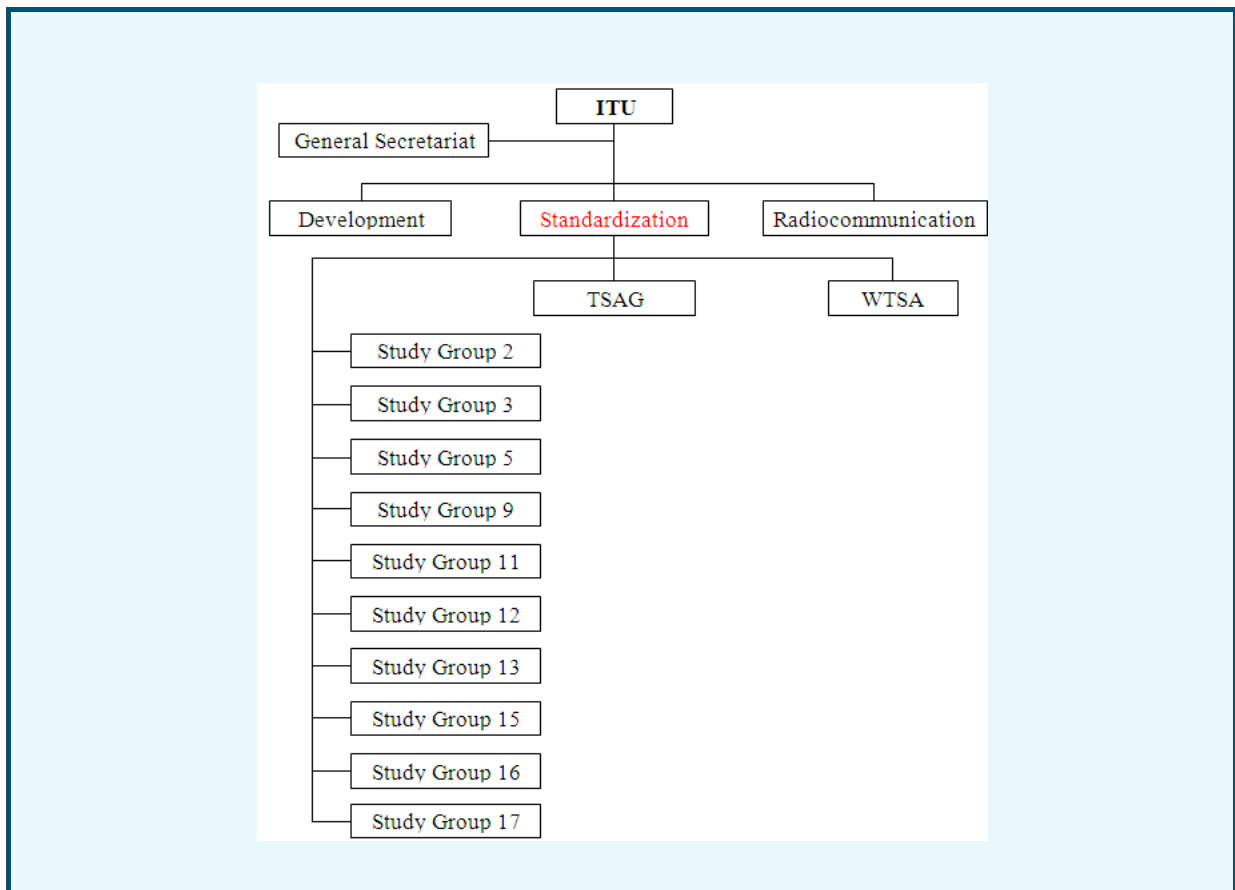 ITU
General Secretariat
Development
Standardization
Radiocommunication
TSAG
WTSA
Study Group 2
Study Group 3
Study Group 5
Study Group 9
Study Group 11
Study Group 12
Study Group 13
Study Group 15
Study Group 16
Study Group 17